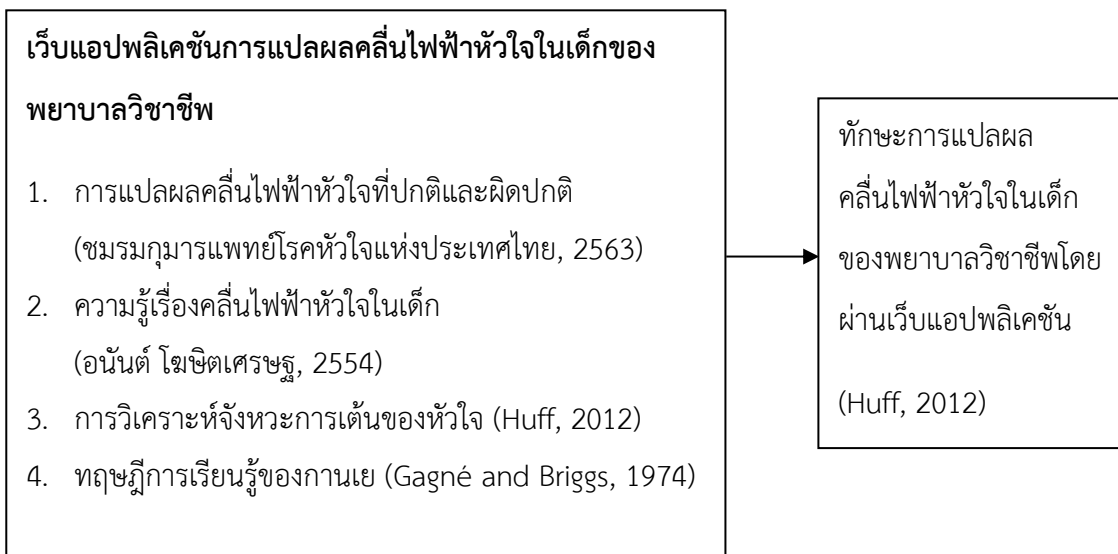 เว็บแอปพลิเคชันการแปลผลคลื่นไฟฟ้าหัวใจในเด็กของ
พยาบาลวิชาชีพ
1. การแปลผลคลื่นไฟฟ้าหัวใจที่ปกติและผิดปกติ
(ชมรมกุมารแพทย์โรคหัวใจแห่งประเทศไทย, 2563)
2. ความรู้เรื่องคลื่นไฟฟ้าหัวใจในเด็ก
(อนันต์ โฆษิตเศรษฐ, 2554)
3. การวิเคราะห์จังหวะการเต้นของหัวใจ (Huff, 2012)
4. ทฤษฎีการเรียนรู้ของกานเย (Gagné and Briggs, 1974)
ทักษะการแปลผล
คลื่นไฟฟ้าหัวใจในเด็ก
ของพยาบาลวิชาชีพโดย
ผ่านเว็บแอปพลิเคชัน
(Huff, 2012)